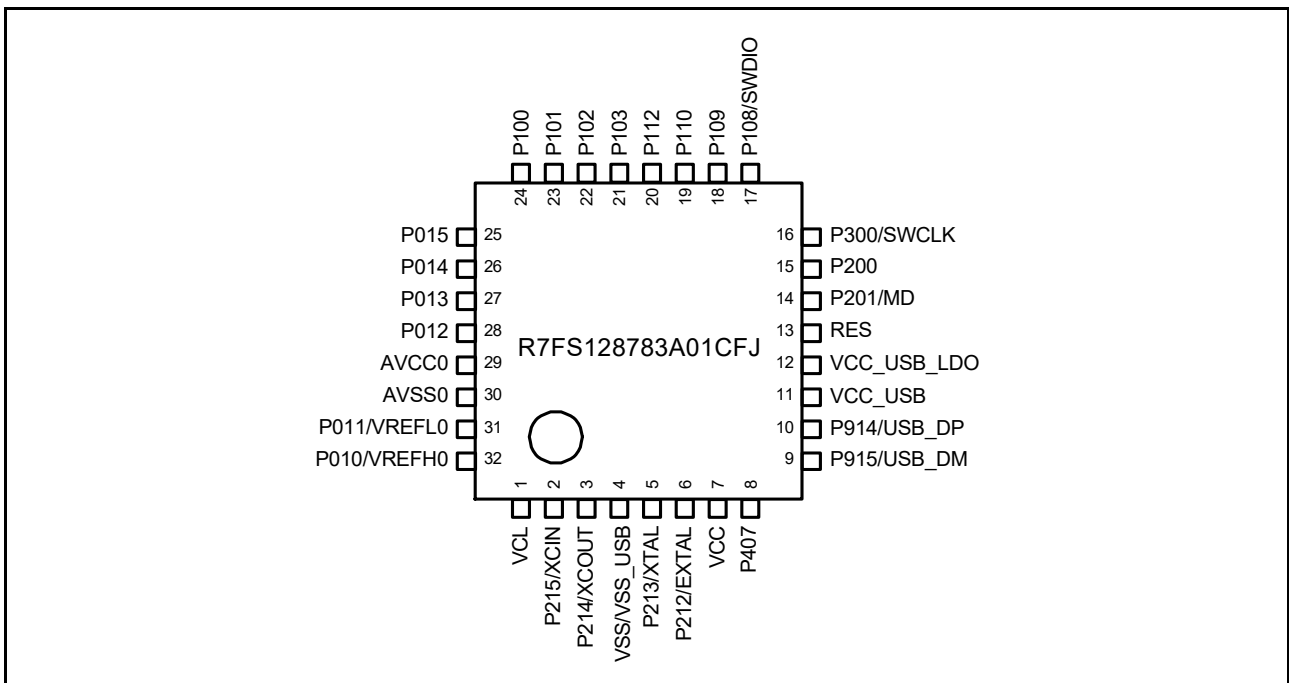 P100
P101
P102
P103
P112
P110
P109
P108/SWDIO
24
23
22
21
20
19
18
17
P015 25
P014 26
P013 27
P012 28
AVCC0 29
AVSS0 30
P011/VREFL0 31
P010/VREFH0 32
R7FS128783A01CFJ
16 P300/SWCLK
15 P200
14 P201/MD
13 RES
12 VCC_USB_LDO
11 VCC_USB
10 P914/USB_DP
9 P915/USB_DM
1
2
3
4
5
6
7
8
VCL
P215/XCIN
P214/XCOUT
VSS/VSS_USB
P213/XTAL
P212/EXTAL
VCC
P407